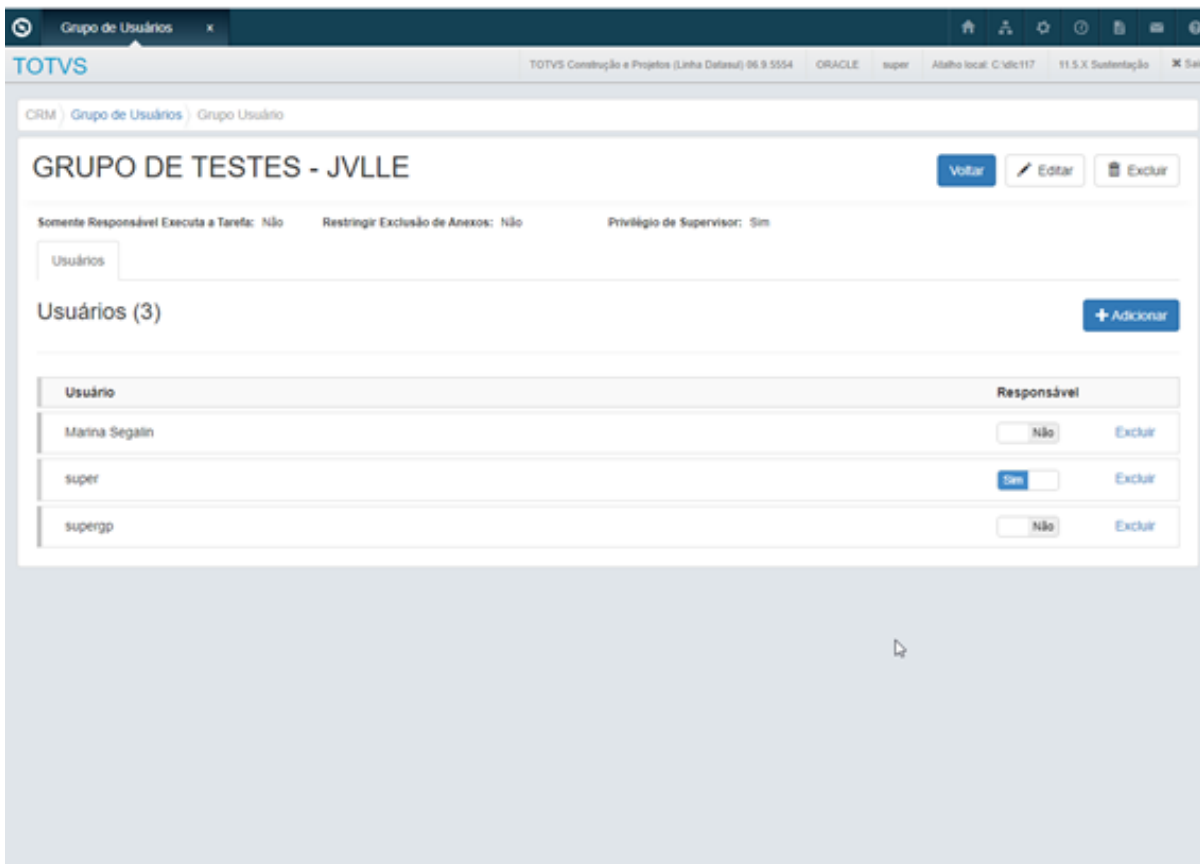 Grupo de Usuários x
TOTVS TOTVS Construção e Projetos (Linha Datasul) 06.9.5554 ORACLE super Atalho local: C:\dlc117 11.5.X Sustentação
CRM Grupo de Usuários Grupo Usuário
GRUPO DE TESTES - JVLLE Voltar Editar Excluir
Somente Responsável Executa a Tarefa: Não Restringir Exclusão de Anexos: Não Privilégio de Supervisor: Sim
Usuários
Usuários (3) + Adicionar
Usuário Responsável
Marina Segalin Não Excluir
super Sim Excluir
supergp Não Excluir